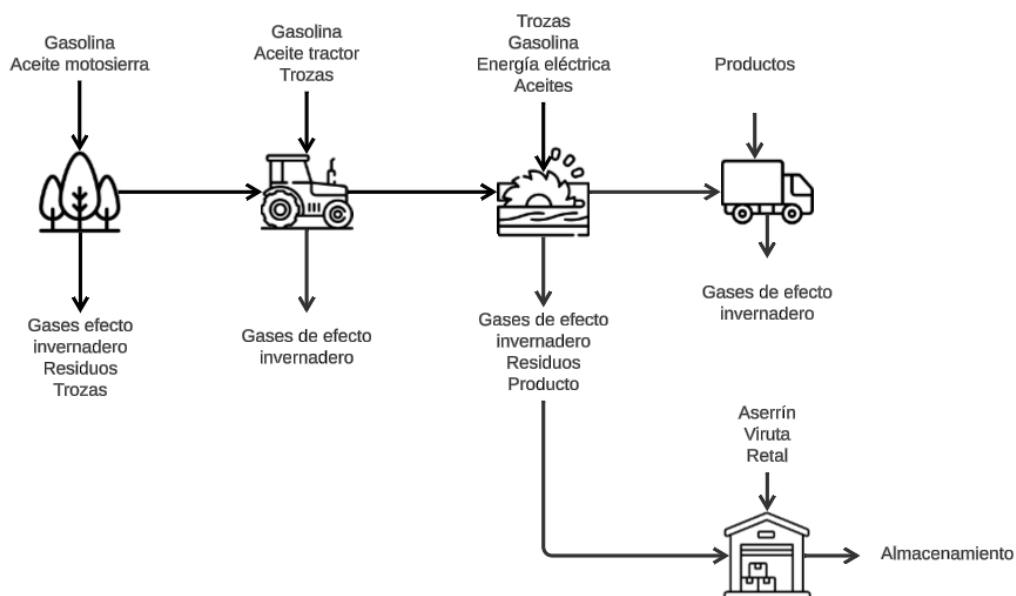 Gasolina
Aceite motosierra
Gasolina
Aceite tractor
Trozas
Trozas
Gasolina
Energía eléctrica
Aceites
Productos
Gases efecto
invernadero
Residuos
Trozas
Gases de efecto
invernadero
Gases de efecto
invernadero
Residuos
Producto
Gases de efecto
invernadero
Aserrín
Viruta
Retal
Almacenamiento